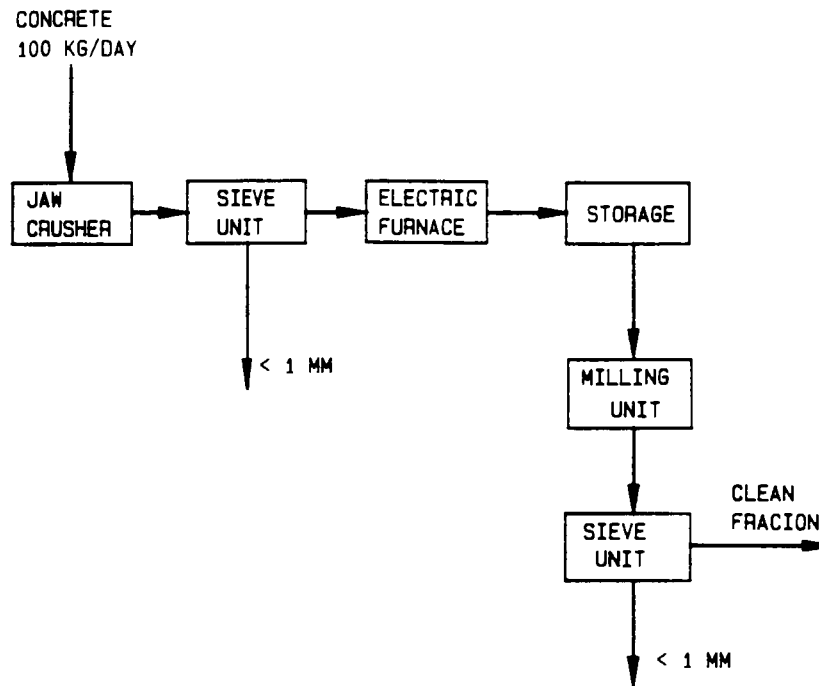 CONCRETE
100 KG/DAY
JAW
CRUSHER
SIEVE
UNIT
ELECTRIC
FURNACE
STORAGE
< 1 MM
MILLING
UNIT
CLEAN
FRACION
SIEVE
UNIT
< 1 MM